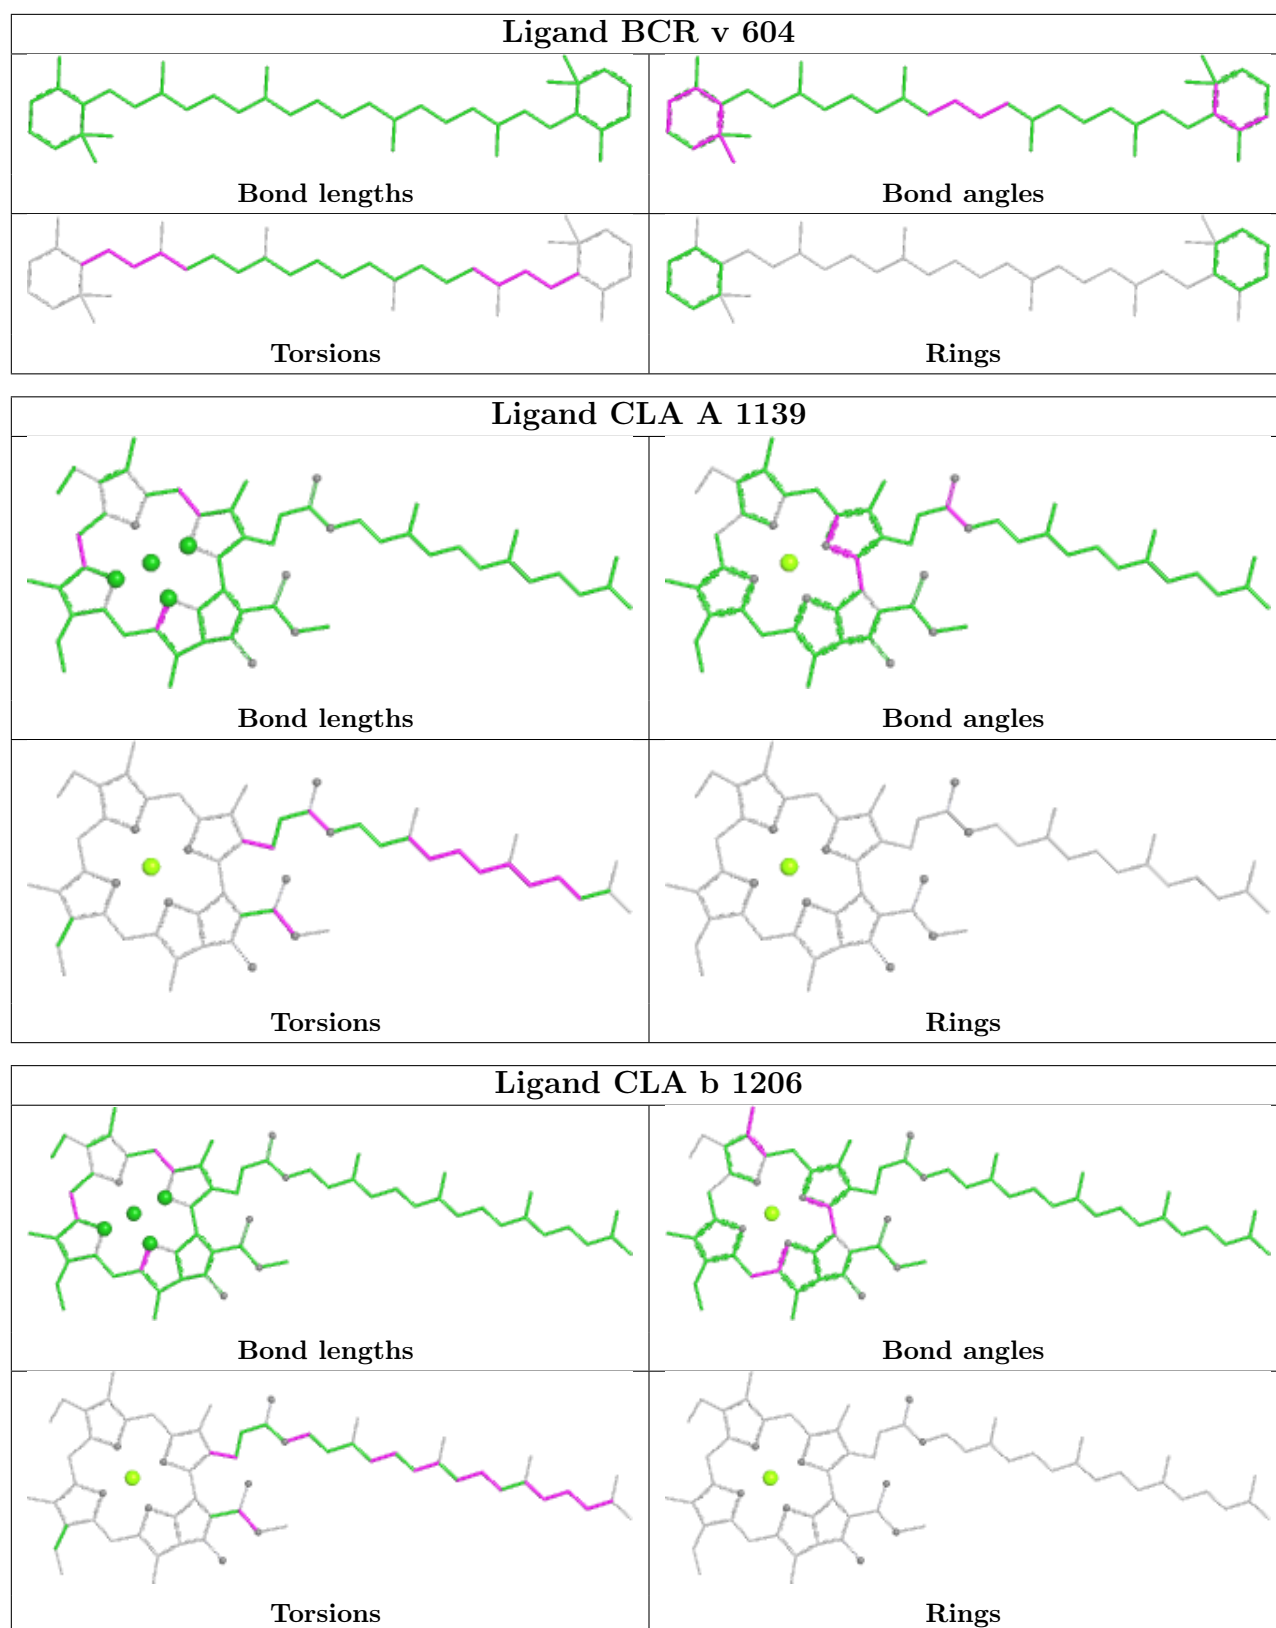 Ligand BCR v 604
Bond lengths
Bond angles
Torsions
Rings
Ligand CLA A 1139
Bond lengths
Bond angles
Torsions
Rings
Ligand CLA b 1206
Bond lengths
Bond angles
Torsions
Rings